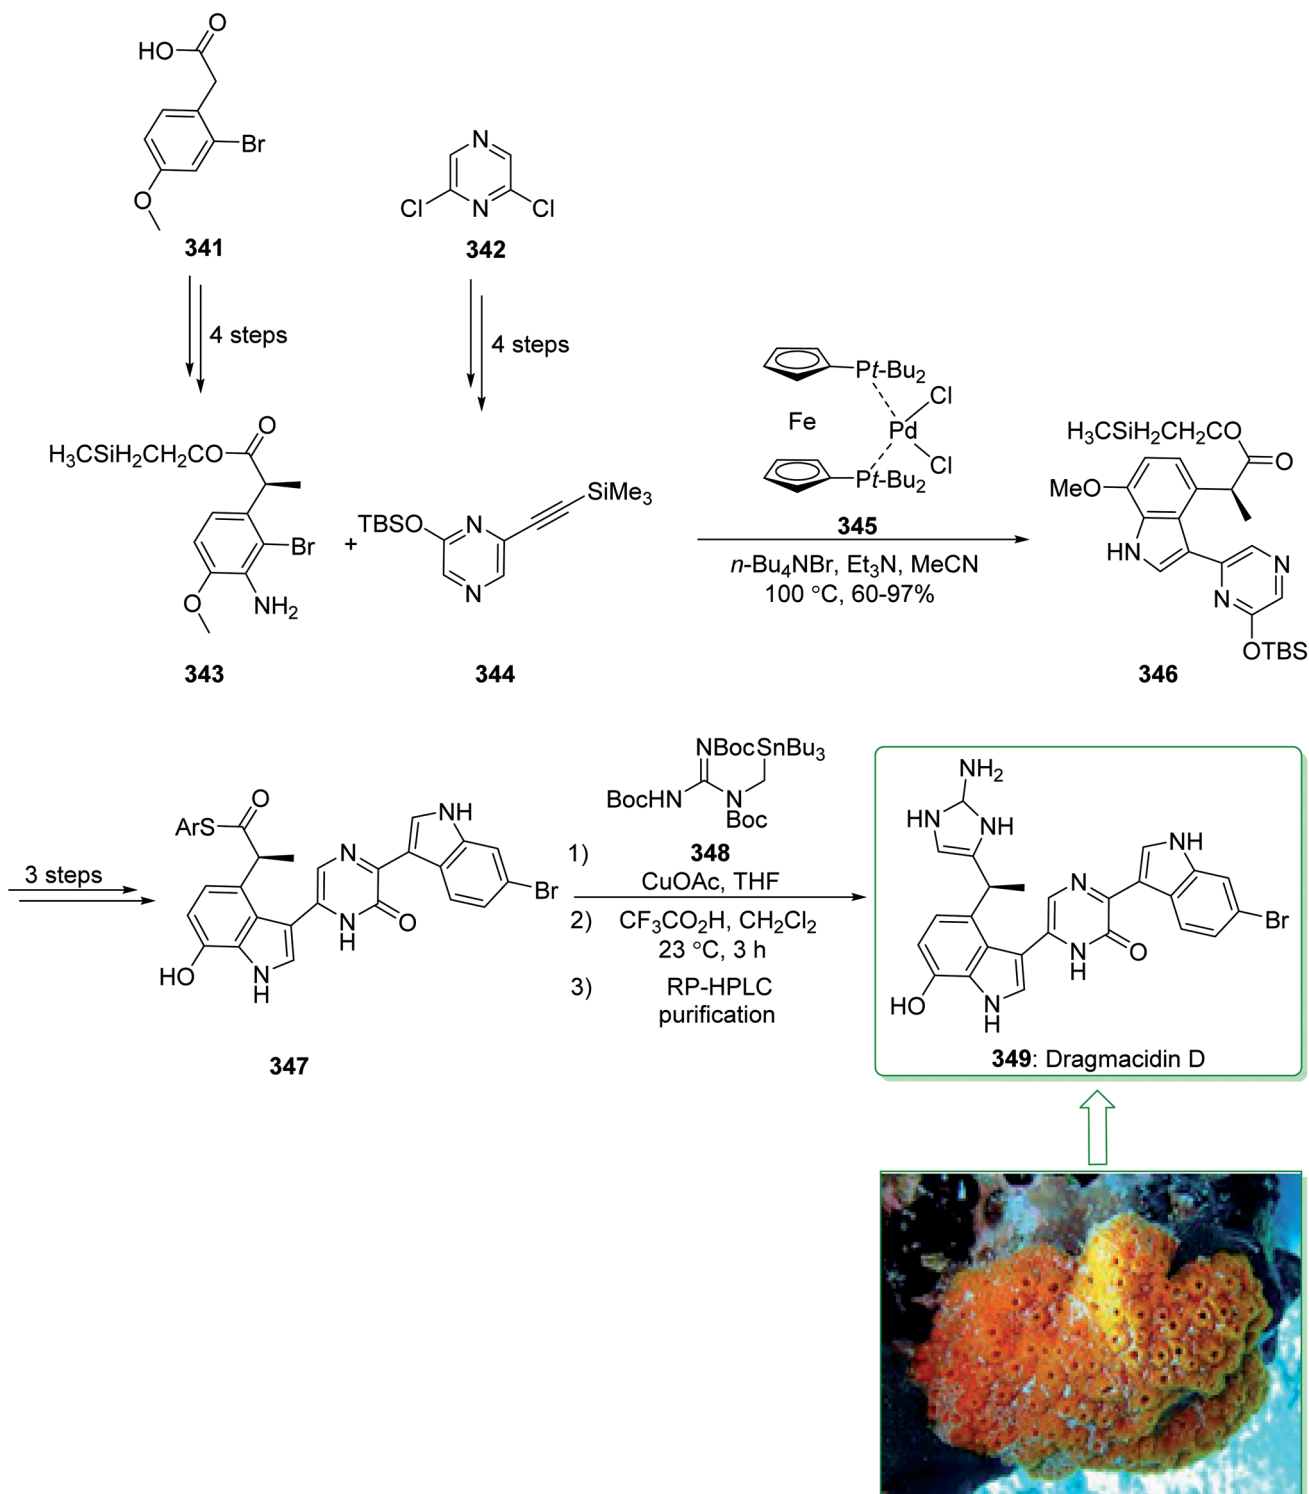 HO
O
Br
O
341
N
Cl
N
Cl
342
4 steps
4 steps
H3CSiH2CH2CO
O
Br
NH2
O
343
+
TBSO
N
N
SiMe3
344
Pt-Bu2
Cl
Fe
Pd
Cl
Pt-Bu2
345
n-Bu4NBr, Et3N, MeCN
100 °C, 60-97%
H3CSiH2CH2CO
O
MeO
HN
N
N
OTBS
346
3 steps
O
ArS
HO
N
H
N
N
H
O
NH
Br
347
NBoc
SnBu3
BocHN
N
Boc
1)
348
CuOAc, THF
2)
CF3CO2H, CH2Cl2
23 °C, 3 h
3)
RP-HPLC
purification
NH2
HN
NH
HO
N
H
N
N
H
O
NH
Br
349: Dragmacidin D